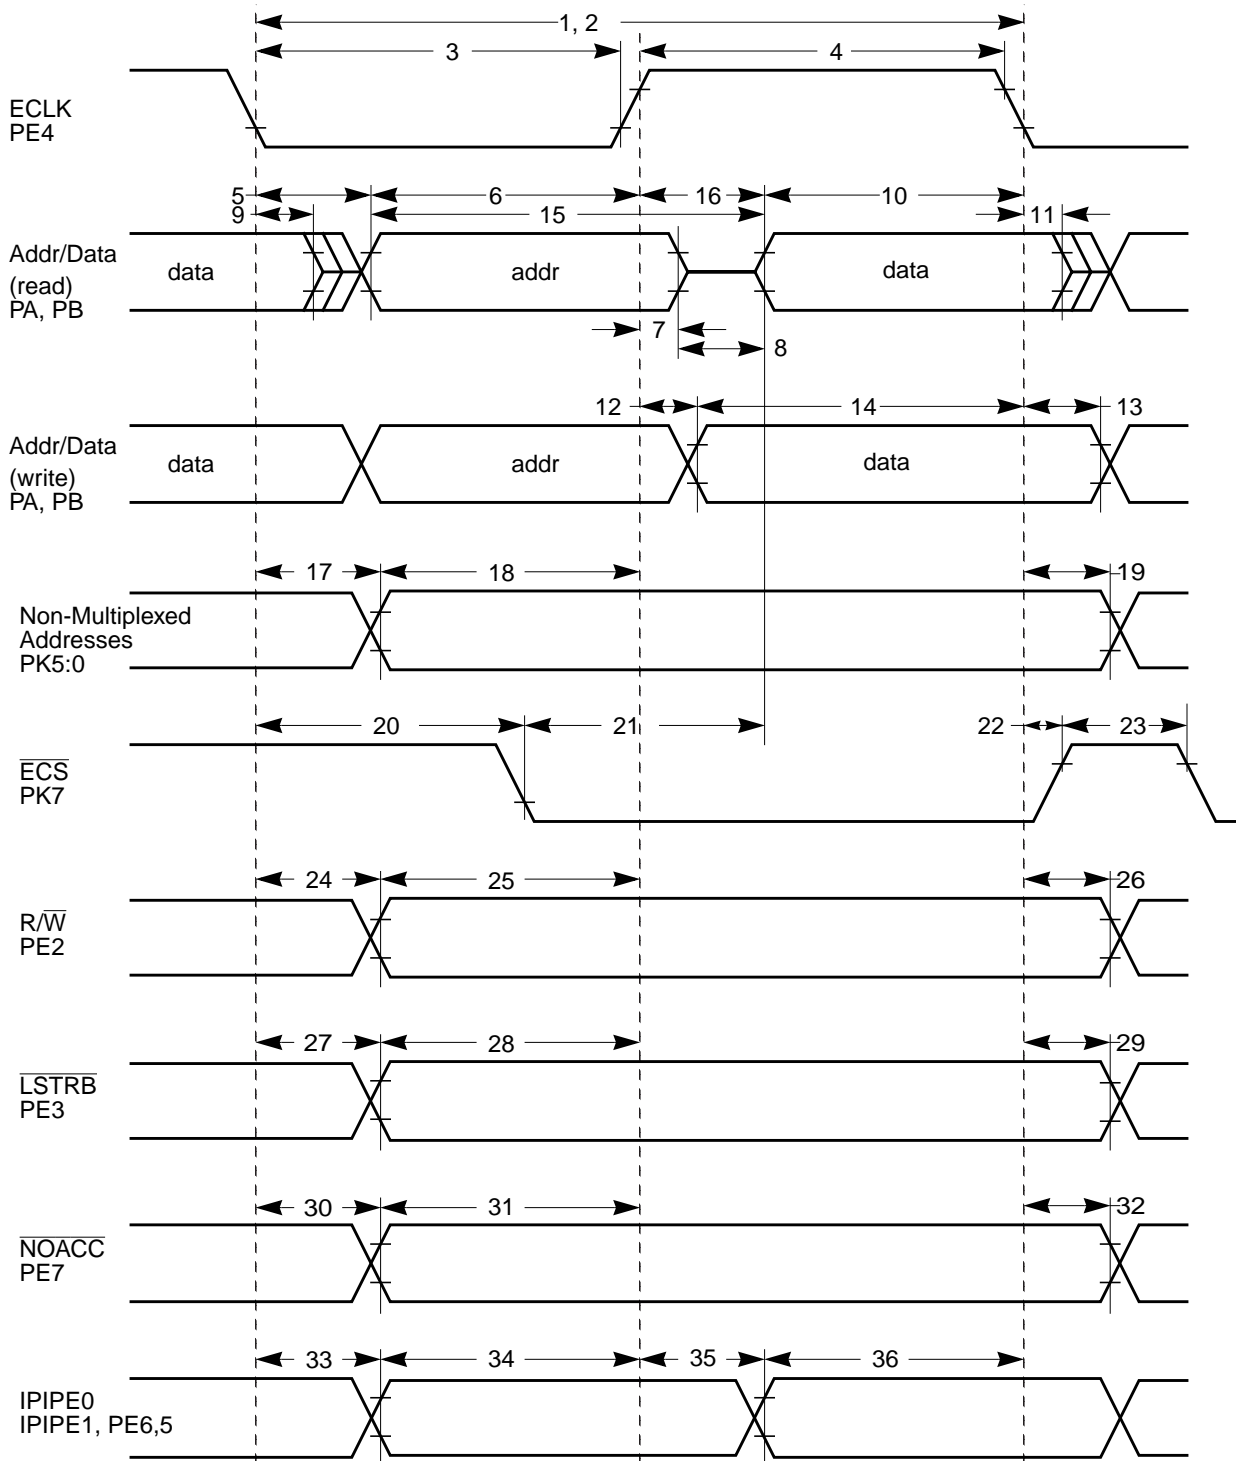 1, 2
3
4
ECLK
PE4
5
6
16
10
9
15
11
Addr/Data
(read)
PA, PB
data
addr
data
7
8
12
14
13
Addr/Data
(write)
PA, PB
data
addr
data
17
18
19
Non-Multiplexed
Addresses
PK5:0
20
21
22
23
ECS
PK7
24
25
26
R/W
PE2
27
28
29
LSTRB
PE3
30
31
32
NOACC
PE7
33
34
35
36
IPIPE0
IPIPE1, PE6,5